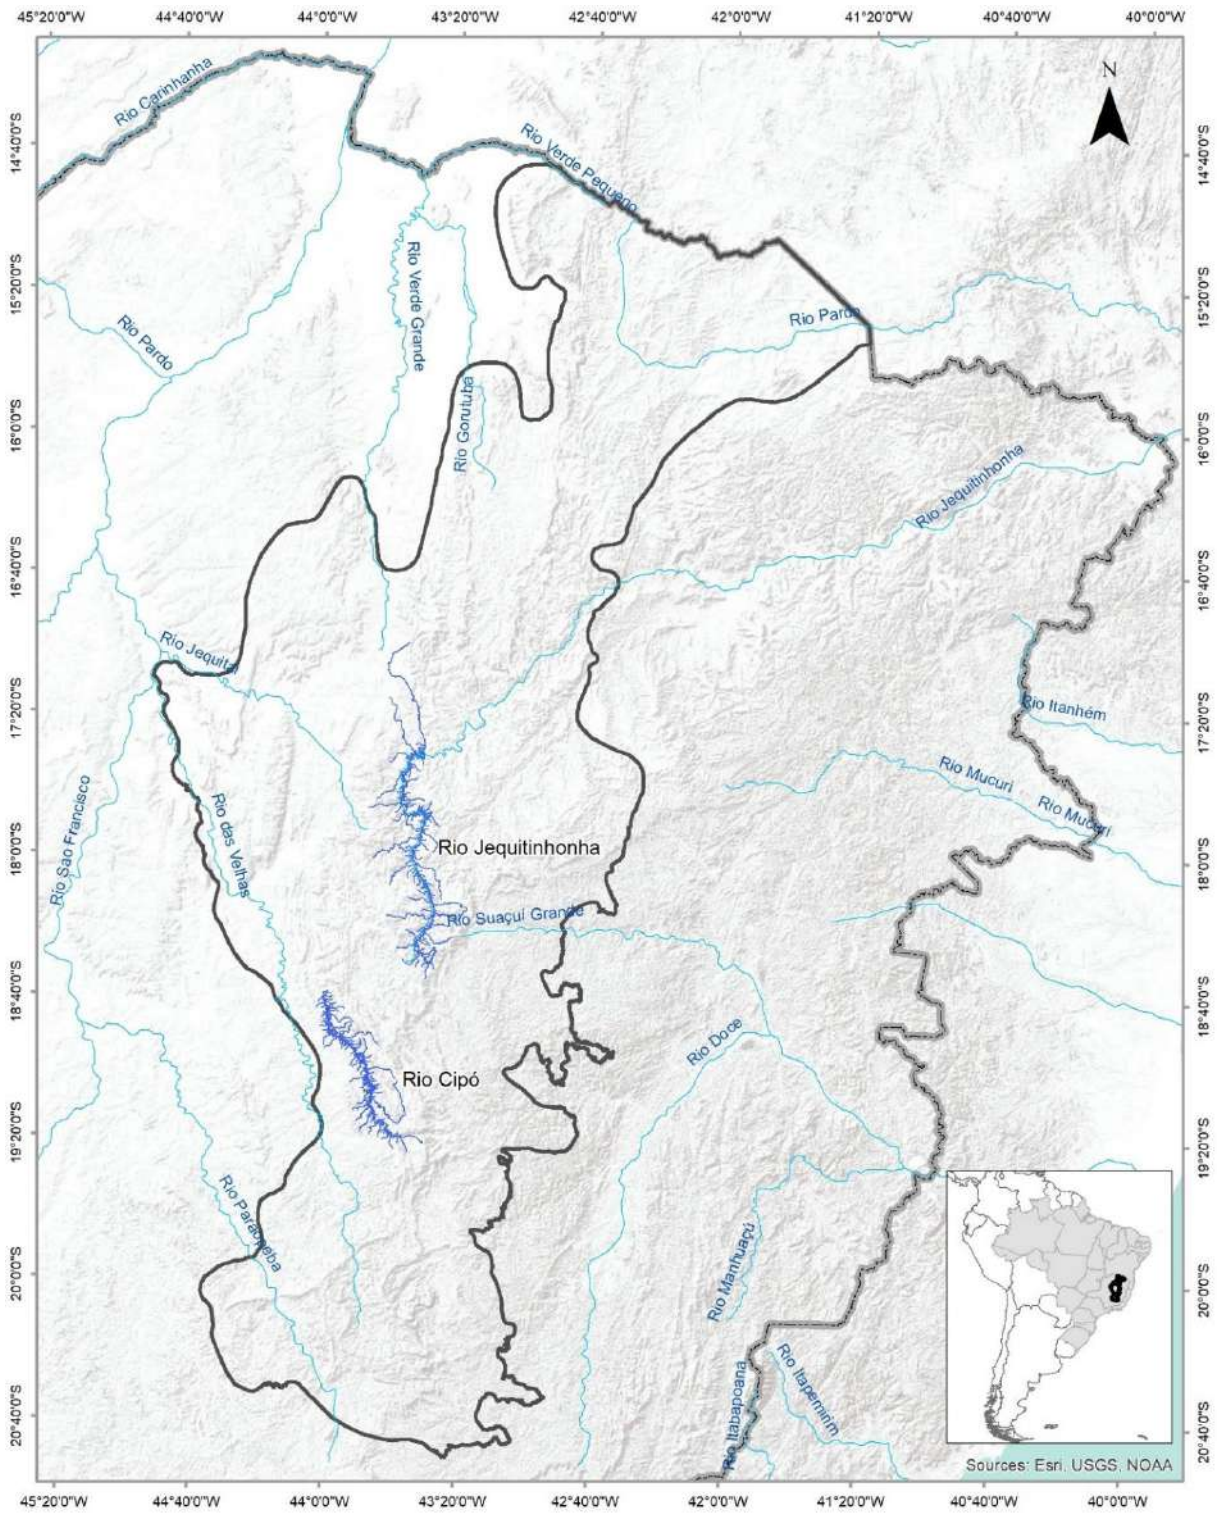 45°20'0"W 44°40'0"W 44°0'0"W 43°20'0"W 42°40'0"W 42°0'0"W 41°20'0"W 40°40'0"W 40°0'0"W
N
Rio Carinhanha
Rio Verde Pequeno
14°40'0"S
14°40'0"S
Rio Verde Grande
15°20'0"S
15°20'0"S
Rio Pardo
Rio Pardo
Rio Gorutuba
16°0'0"S
16°0'0"S
Rio Jequitinhonha
16°40'0"S
16°40'0"S
Rio Jequitaí
17°20'0"S
17°20'0"S
Rio Itanhém
Rio São Francisco
Rio das Velhas
Rio Mucuri
Rio Mucuri
Rio Jequitinhonha
18°0'0"S
18°0'0"S
Rio Suaçuí Grande
18°40'0"S
18°40'0"S
Rio Doce
Rio Cipó
19°20'0"S
19°20'0"S
Rio Paraopeba
Rio Manhuaçú
20°0'0"S
20°0'0"S
Rio Itabapoana
Rio Itapemirim
20°40'0"S
20°40'0"S
Sources: Esri, USGS, NOAA
45°20'0"W 44°40'0"W 44°0'0"W 43°20'0"W 42°40'0"W 42°0'0"W 41°20'0"W 40°40'0"W 40°0'0"W